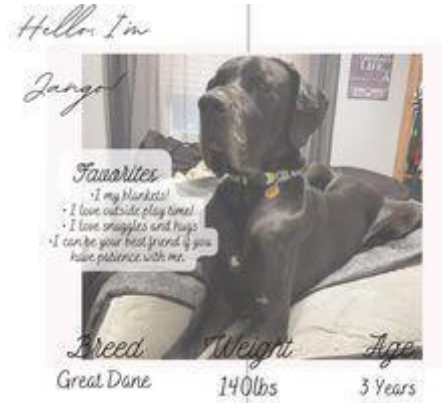 Hello, I'm
Jango!
Favorites
•I my blankets!
• I love outside play time!
• I love snuggles and hugs
•I can be your best friend if you
have patience with me.
Breed Weight Age
Great Dane 140lbs 3 Years